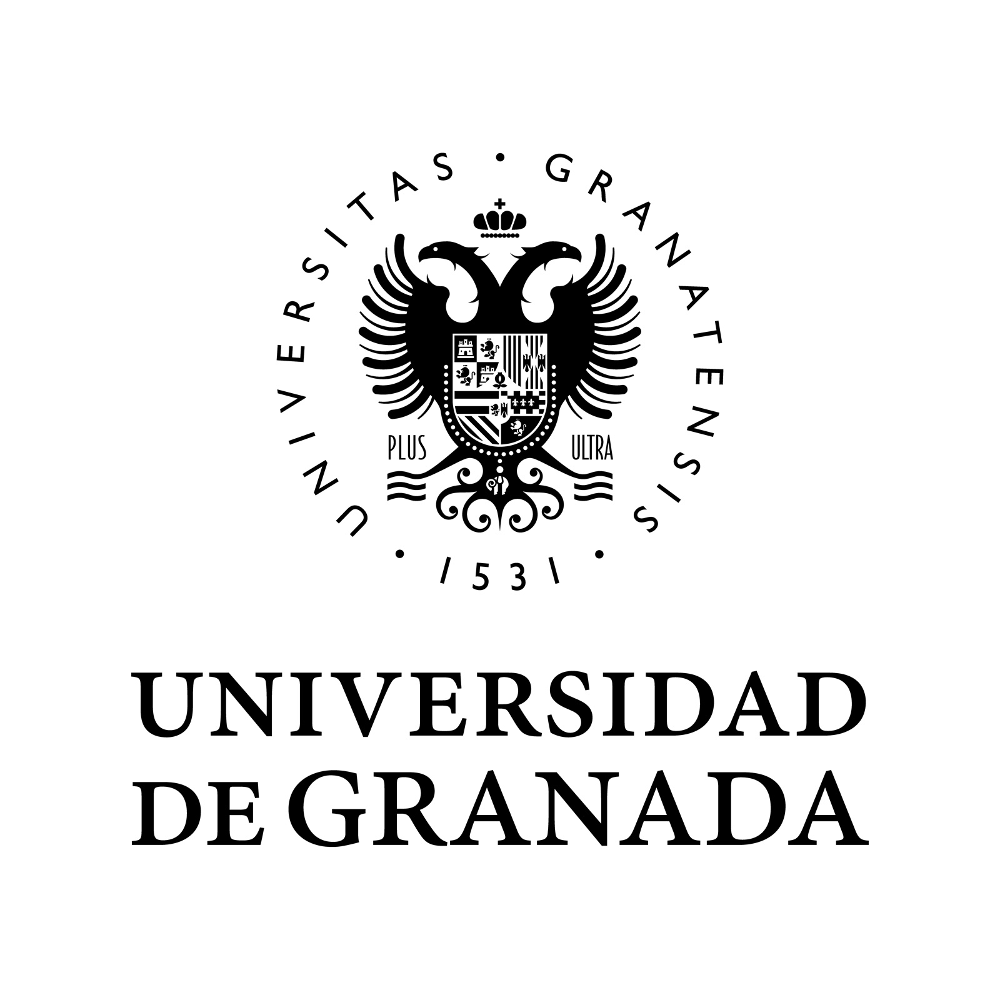 UNIVERSITAS · GRANATENSIS
PLUS ULTRA
· 1531 ·
UNIVERSIDAD
DE GRANADA